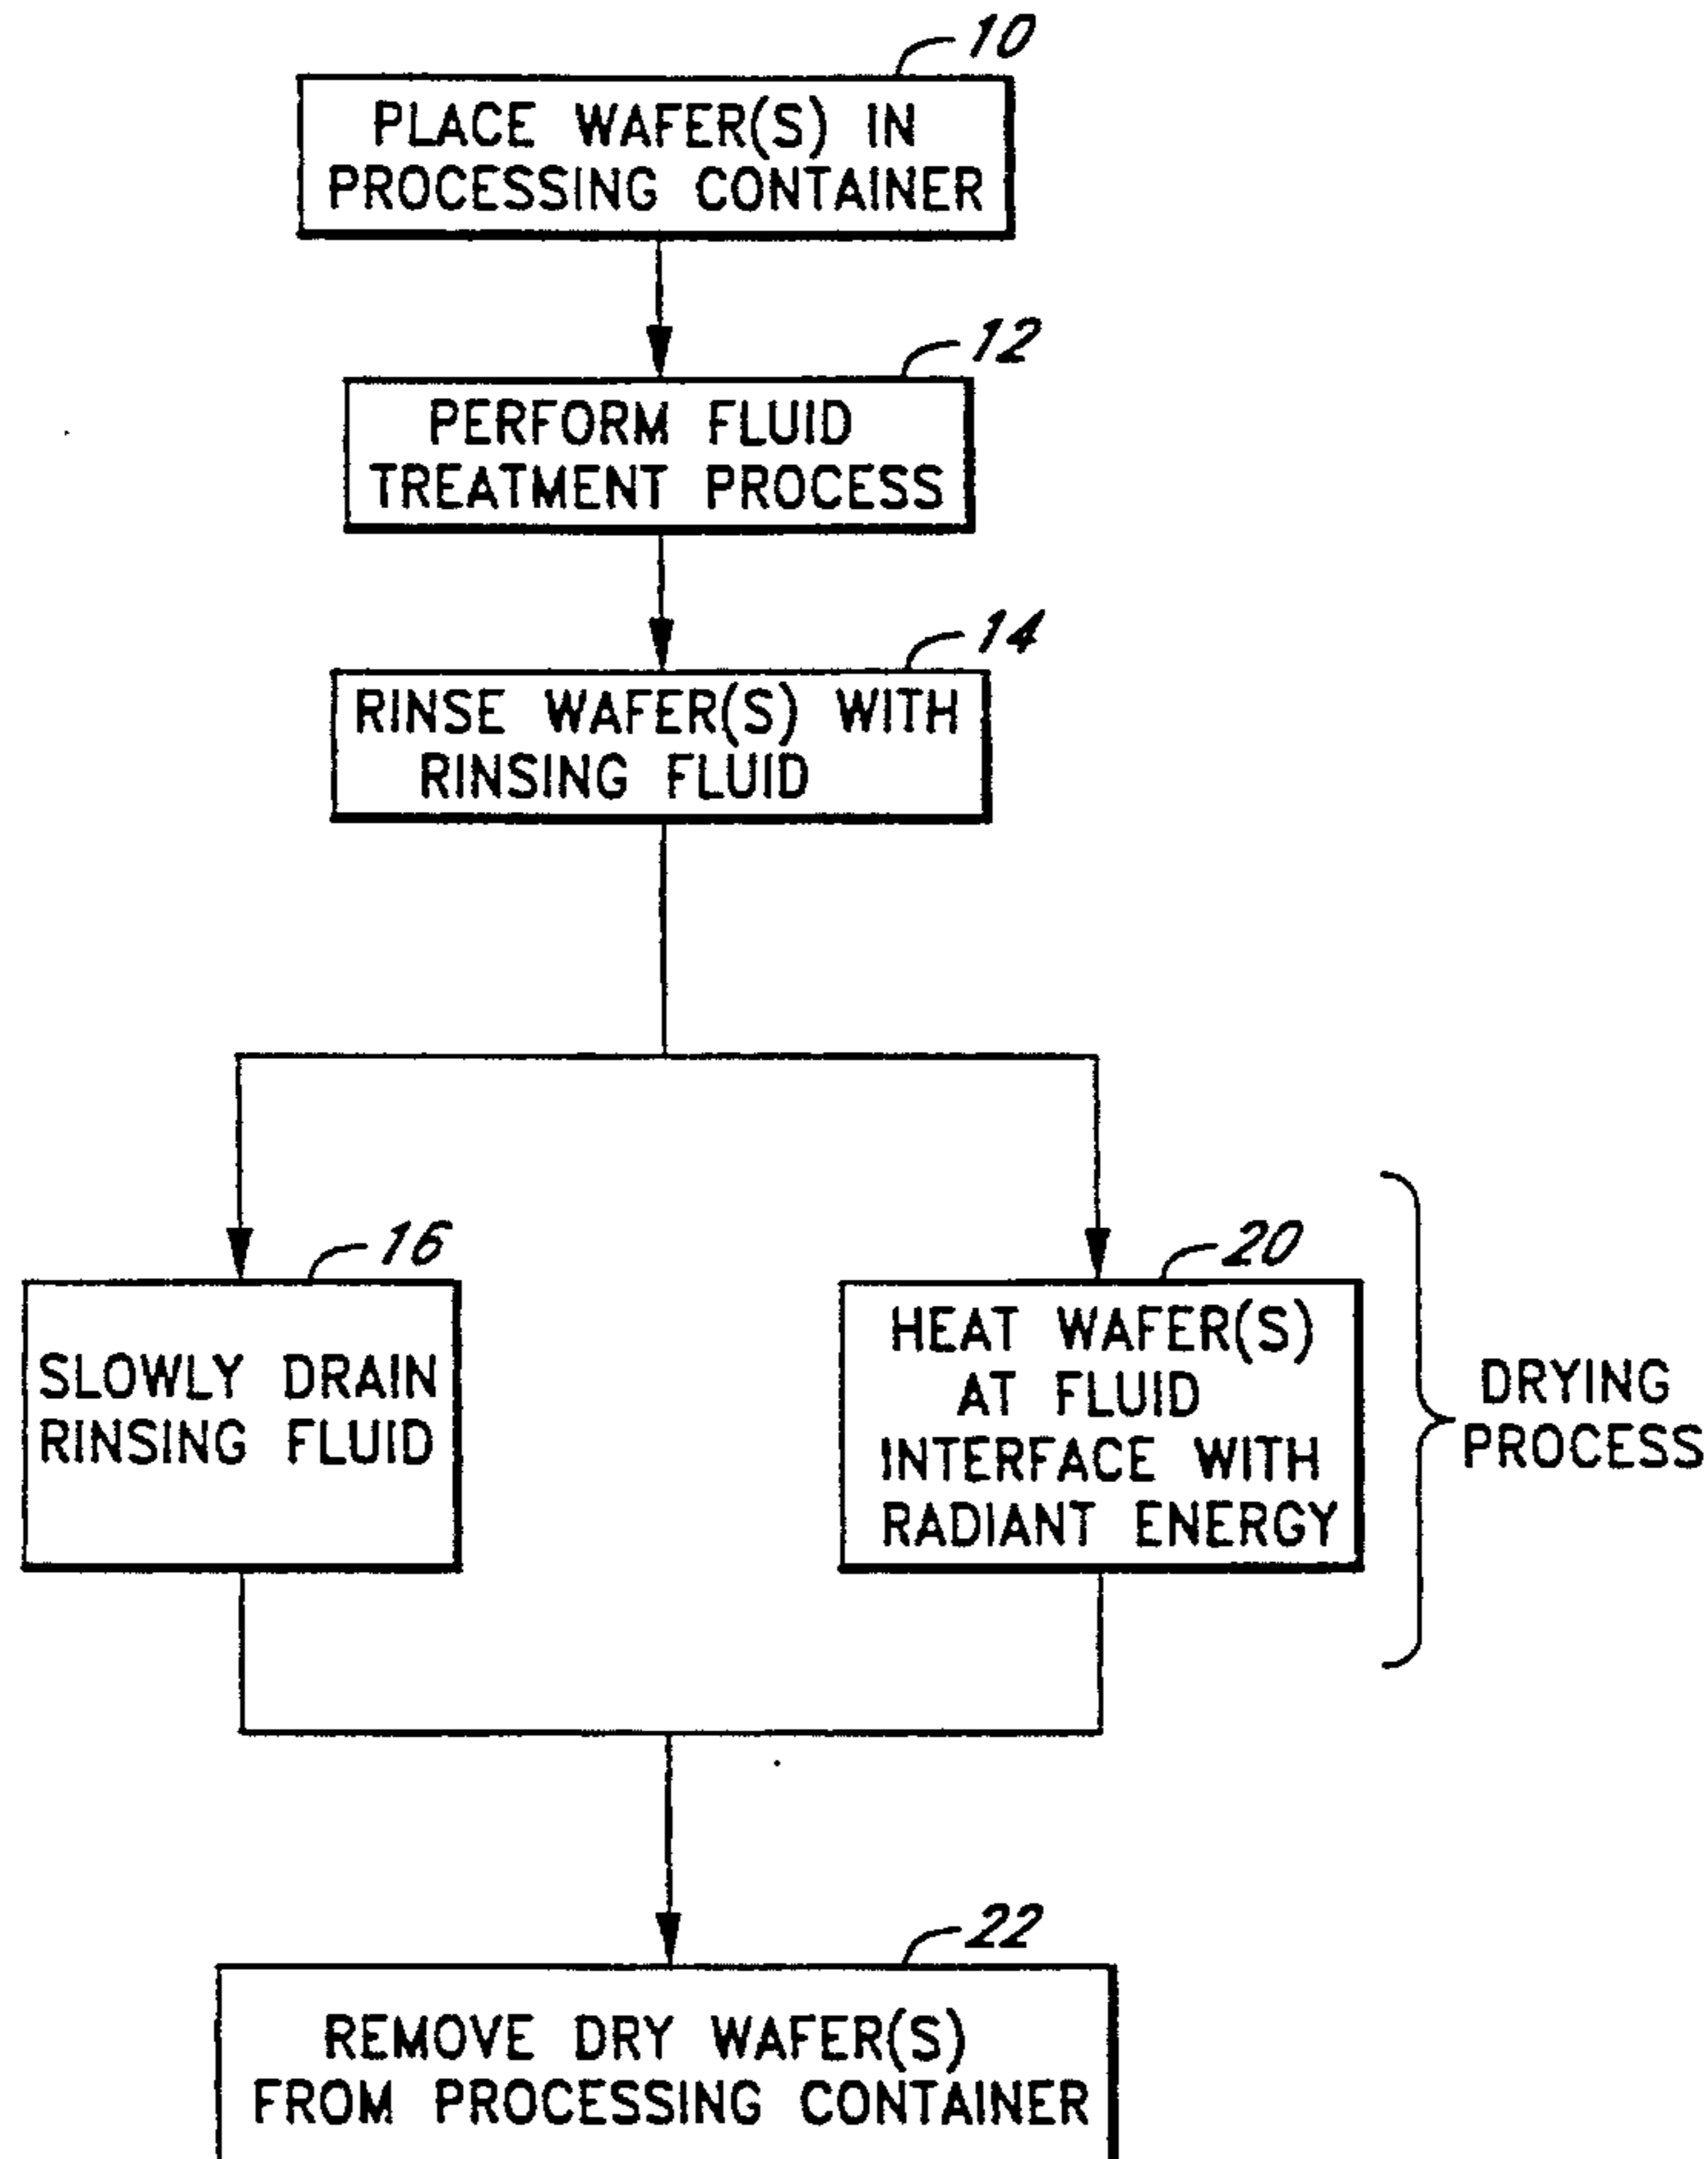 10
PLACE WAFER(S) IN
PROCESSING CONTAINER
12
PERFORM FLUID
TREATMENT PROCESS
14
RINSE WAFER(S) WITH
RINSING FLUID
16
SLOWLY DRAIN
RINSING FLUID
20
HEAT WAFER(S)
AT FLUID
INTERFACE WITH
RADIANT ENERGY
DRYING
PROCESS
22
REMOVE DRY WAFER(S)
FROM PROCESSING CONTAINER